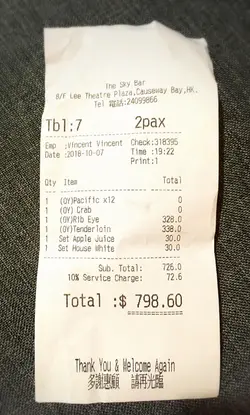 The Sky Bar
8/F Lee Theatre Plaza,Causeway Bay,HK.
Tel 電話:24099866
Tbl:7 2pax
Emp :Vincent Vincent Check:318395
Date :2018-10-07 Time :19:22
Print:1
Qty Item Total
1 (OY)Pacific x12 0
1 (OY) Crab 0
1 (OY)Rib Eye 328.0
1 (OY)Tenderloin 338.0
1 Set Apple Juice 30.0
1 Set House White 30.0
Sub. Total: 726.0
10% Service Charge: 72.6
Total :$ 798.60
Thank You & Welcome Again
多謝惠顧 請再光臨